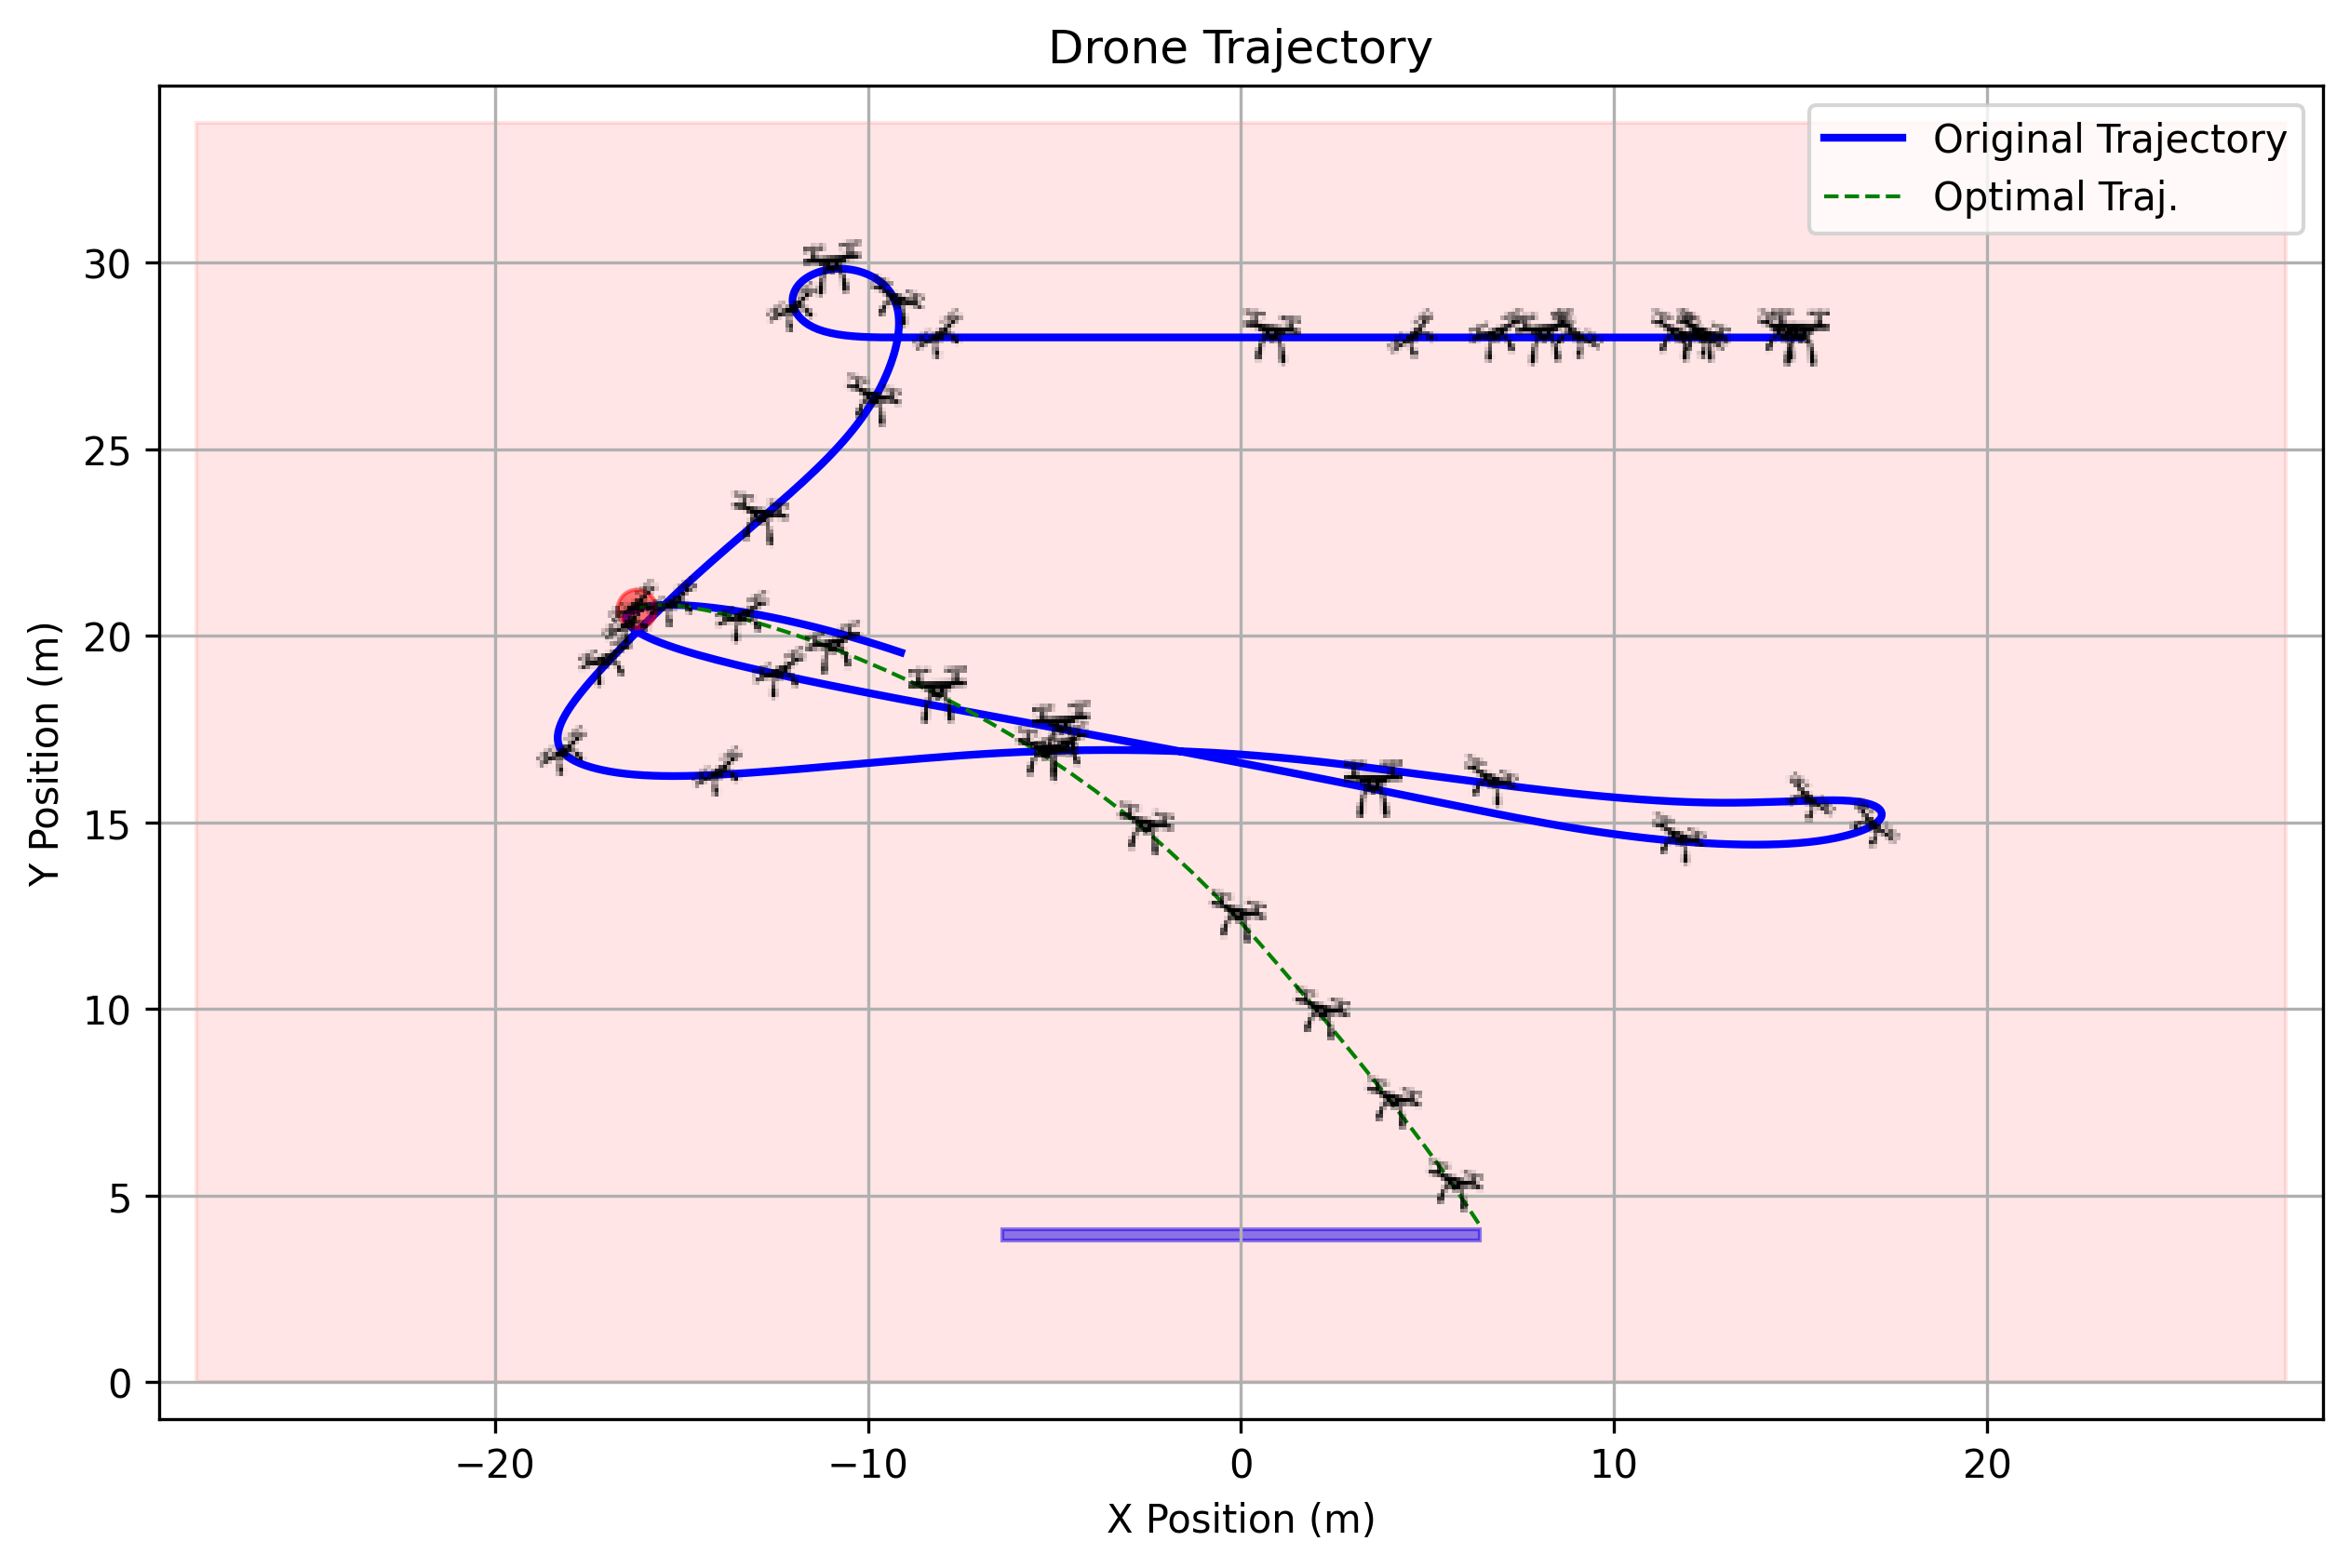 Drone Trajectory
Original Trajectory
Optimal Traj.
Y Position (m)
30
25
20
15
10
5
0
−20
−10
0
10
20
X Position (m)